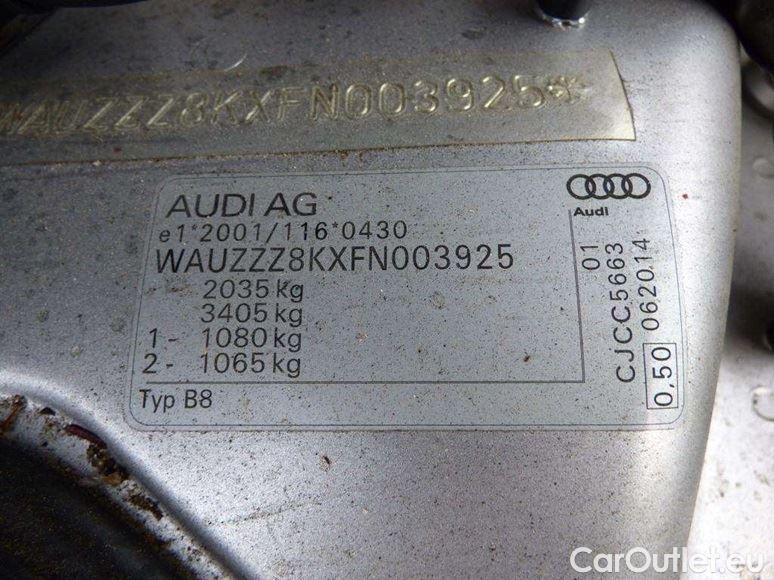 WAUZZZ8KXFN003925*
AUDI AG
e1*2001/116*0430
WAUZZZ8KXFN003925
2035 kg
3405 kg
1- 1080 kg
2- 1065 kg
Typ B8
Audi
01
CJCC5663
062014
0,50
CarOutlet.eu